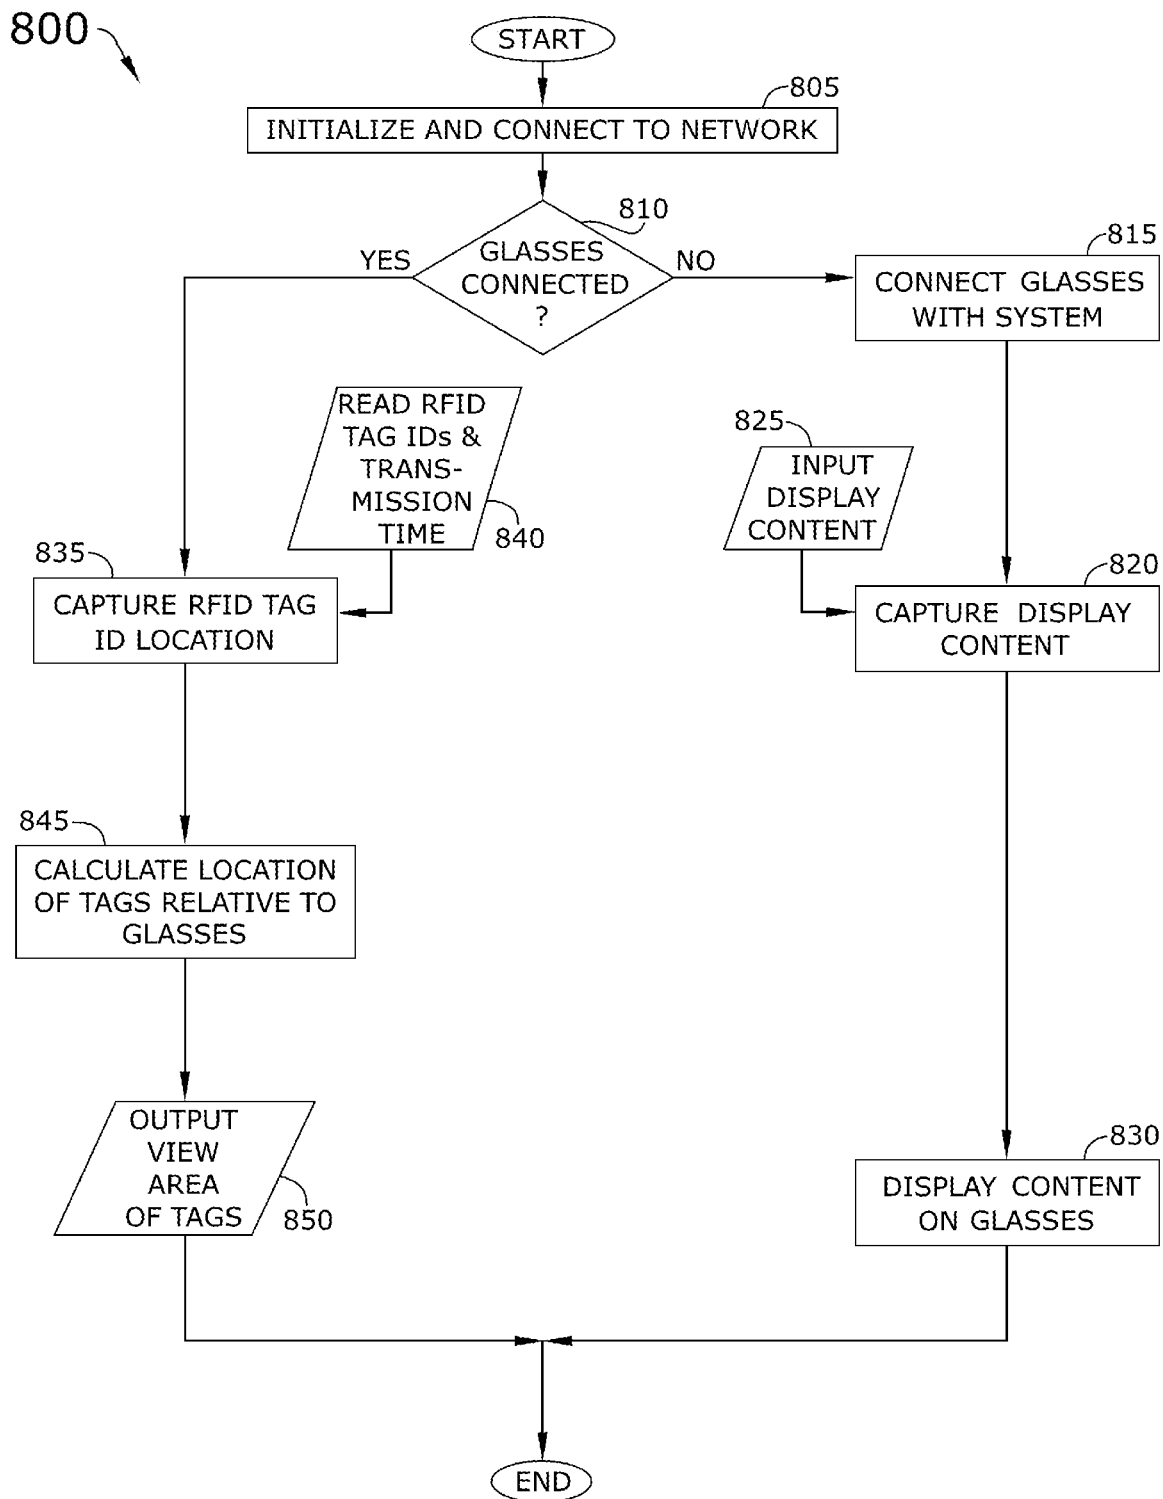 800
START
805
INITIALIZE AND CONNECT TO NETWORK
810
GLASSES
CONNECTED
?
YES
NO
815
CONNECT GLASSES
WITH SYSTEM
READ RFID
TAG IDs &
TRANS-
MISSION
TIME
840
825
INPUT
DISPLAY
CONTENT
835
CAPTURE RFID TAG
ID LOCATION
820
CAPTURE DISPLAY
CONTENT
845
CALCULATE LOCATION
OF TAGS RELATIVE TO
GLASSES
OUTPUT
VIEW
AREA
OF TAGS
850
830
DISPLAY CONTENT
ON GLASSES
END